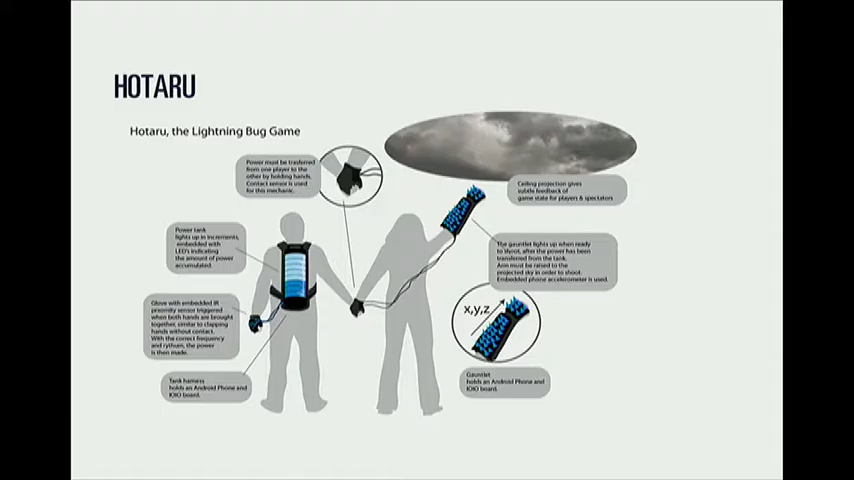 HOTARU
Hotaru, the Lightning Bug Game
Power must be trasfered
from one player to the
other by holding hands.
Contact sensor is used
for this mechanic.
Ceiling projection gives
subtle feedback of
game state for players & spectators
Power tank
lights up in increments,
embedded with
LED's indicating
the amount of power
accumulated.
The gauntlet lights up when ready
to shoot, after the power has been
transferred from the tank.
Arm must be raised to the
projected sky in order to shoot.
Embedded phone accelerometer is used.
Glove with embedded IR
proximity sensor triggered
when both hands are brought
together, similar to clapping
hands without contact.
With the correct frequency
and rythum, the power
is then made.
x,y,z
Tank harness
holds an Android Phone and
IOIO board.
Gauntlet
holds an Android Phone and
IOIO board.